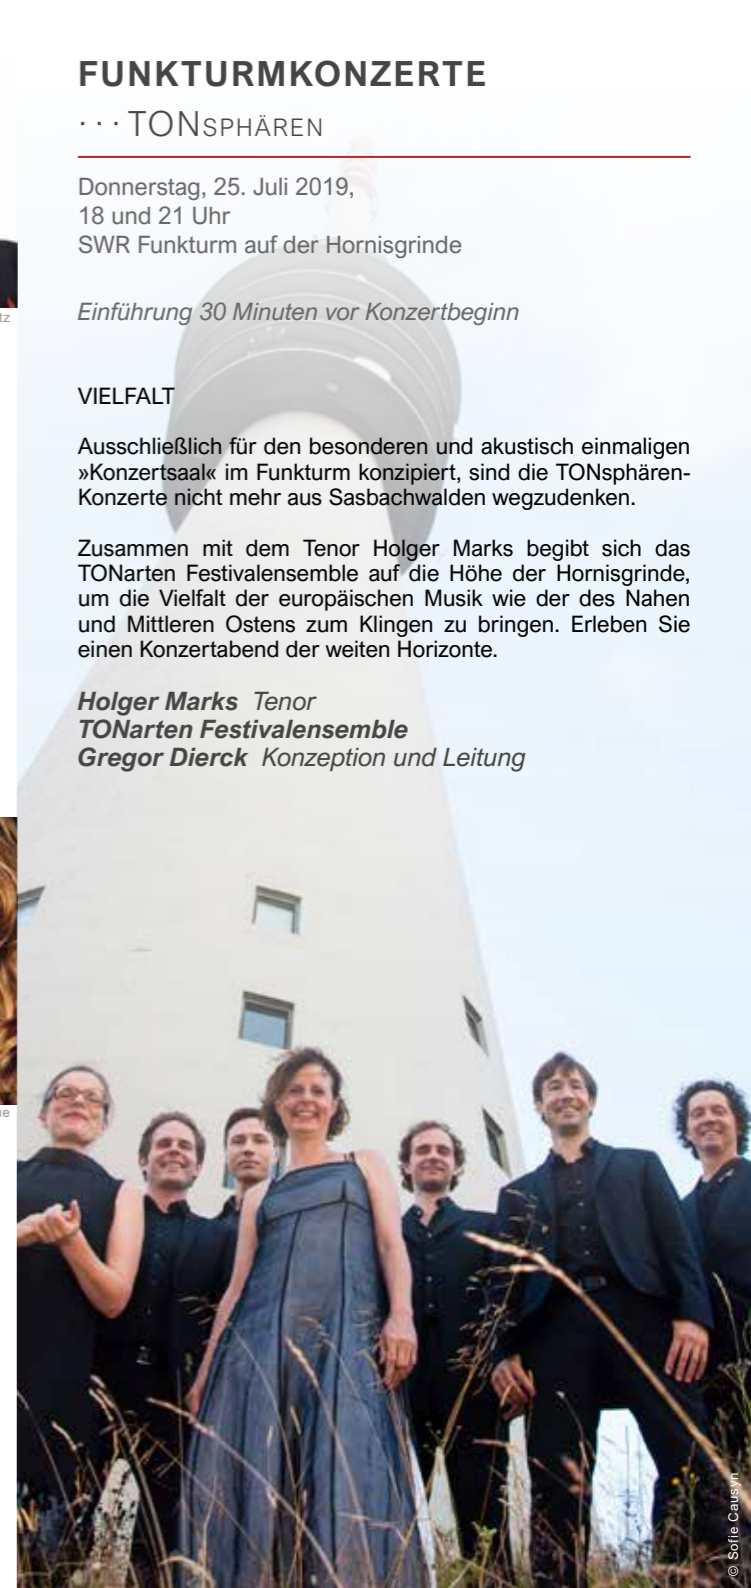 FUNKTURMKONZERTE
· · · TONSPHÄREN
Donnerstag, 25. Juli 2019,
18 und 21 Uhr
SWR Funkturm auf der Hornisgrinde
Einführung 30 Minuten vor Konzertbeginn
VIELFALT
Ausschließlich für den besonderen und akustisch einmaligen
»Konzertsaal« im Funkturm konzipiert, sind die TONsphären-
Konzerte nicht mehr aus Sasbachwalden wegzudenken.
Zusammen mit dem Tenor Holger Marks begibt sich das
TONarten Festivalensemble auf die Höhe der Hornisgrinde,
um die Vielfalt der europäischen Musik wie der des Nahen
und Mittleren Ostens zum Klingen zu bringen. Erleben Sie
einen Konzertabend der weiten Horizonte.
Holger Marks Tenor
TONarten Festivalensemble
Gregor Dierck Konzeption und Leitung
© Sofie Causyn